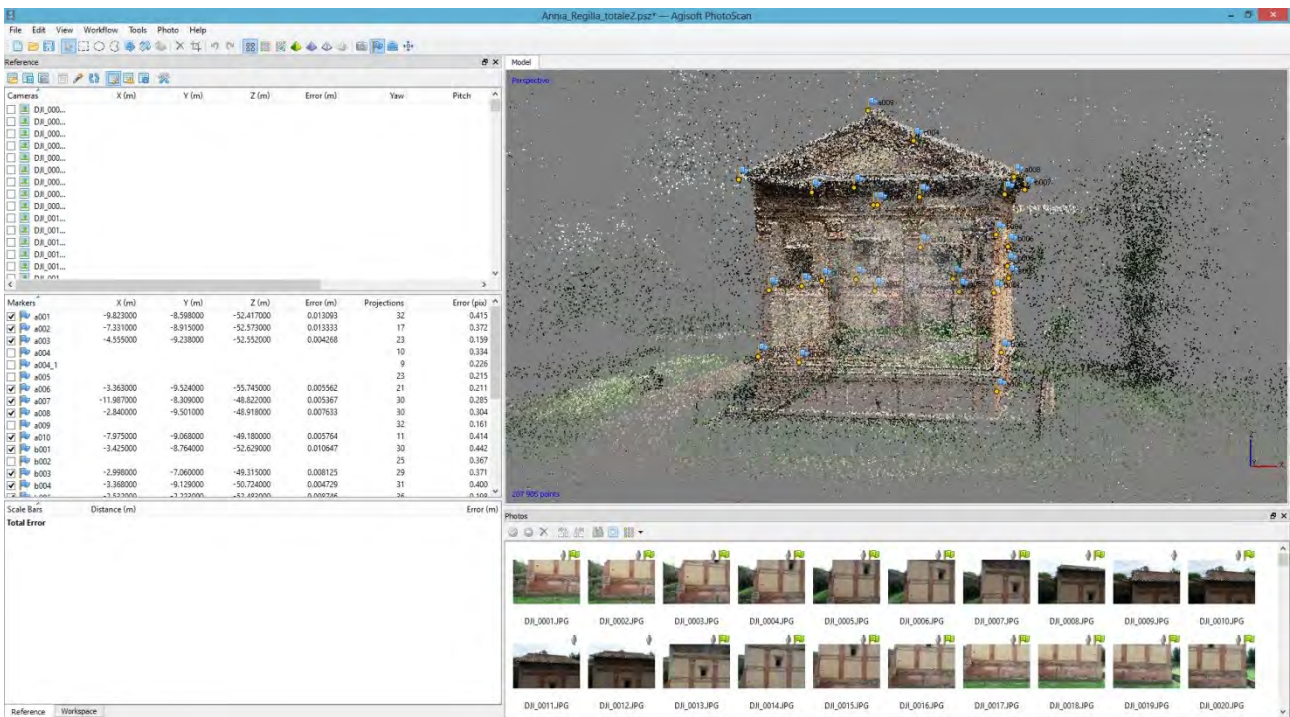 Annia_Regilla_totale2.psz* — Agisoft PhotoScan
File Edit View Workflow Tools Photo Help
Reference
Cameras X (m) Y (m) Z (m) Error (m) Yaw Pitch
DJI_000...
DJI_000...
DJI_000...
DJI_000...
DJI_000...
DJI_000...
DJI_000...
DJI_000...
DJI_000...
DJI_001...
DJI_001...
DJI_001...
DJI_001...
DJI_001...
DJI_001
Markers X (m) Y (m) Z (m) Error (m) Projections Error (pix)
a001 -9.823000 -8.598000 -52.417000 0.013093 32 0.415
a002 -7.331000 -8.915000 -52.573000 0.013333 17 0.372
a003 -4.555000 -9.238000 -52.552000 0.004268 23 0.159
a004 10 0.334
a004_1 9 0.226
a005 23 0.215
a006 -3.363000 -9.524000 -55.745000 0.005562 21 0.211
a007 -11.987000 -8.309000 -48.822000 0.005367 30 0.285
a008 -2.840000 -9.501000 -48.918000 0.007633 30 0.304
a009 32 0.161
a010 -7.975000 -9.068000 -49.180000 0.005764 11 0.414
b001 -3.425000 -8.764000 -52.629000 0.010647 30 0.442
b002 25 0.367
b003 -2.998000 -7.060000 -49.315000 0.008125 29 0.371
b004 -3.368000 -9.129000 -50.724000 0.004729 31 0.400
Scale Bars Distance (m) Error (m)
Total Error
Reference Workspace
Model
Perspective
a009
a008
b007
287 985 points
Photos
DJI_0001.JPG DJI_0002.JPG DJI_0003.JPG DJI_0004.JPG DJI_0005.JPG DJI_0006.JPG DJI_0007.JPG DJI_0008.JPG DJI_0009.JPG DJI_0010.JPG
DJI_0011.JPG DJI_0012.JPG DJI_0013.JPG DJI_0014.JPG DJI_0015.JPG DJI_0016.JPG DJI_0017.JPG DJI_0018.JPG DJI_0019.JPG DJI_0020.JPG